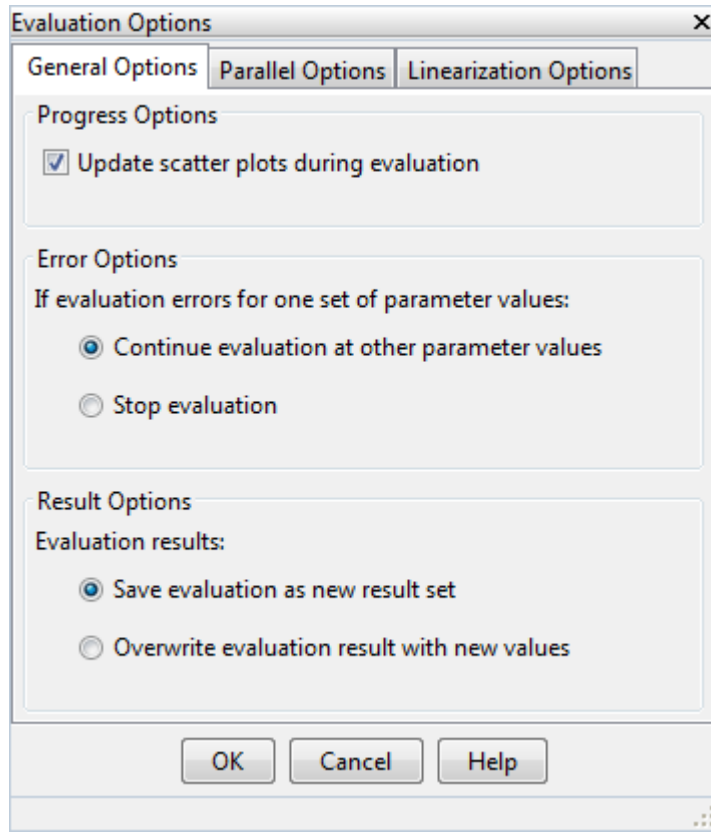 Evaluation Options
General Options
Parallel Options
Linearization Options
Progress Options
Update scatter plots during evaluation
Error Options
If evaluation errors for one set of parameter values:
Continue evaluation at other parameter values
Stop evaluation
Result Options
Evaluation results:
Save evaluation as new result set
Overwrite evaluation result with new values
OK
Cancel
Help